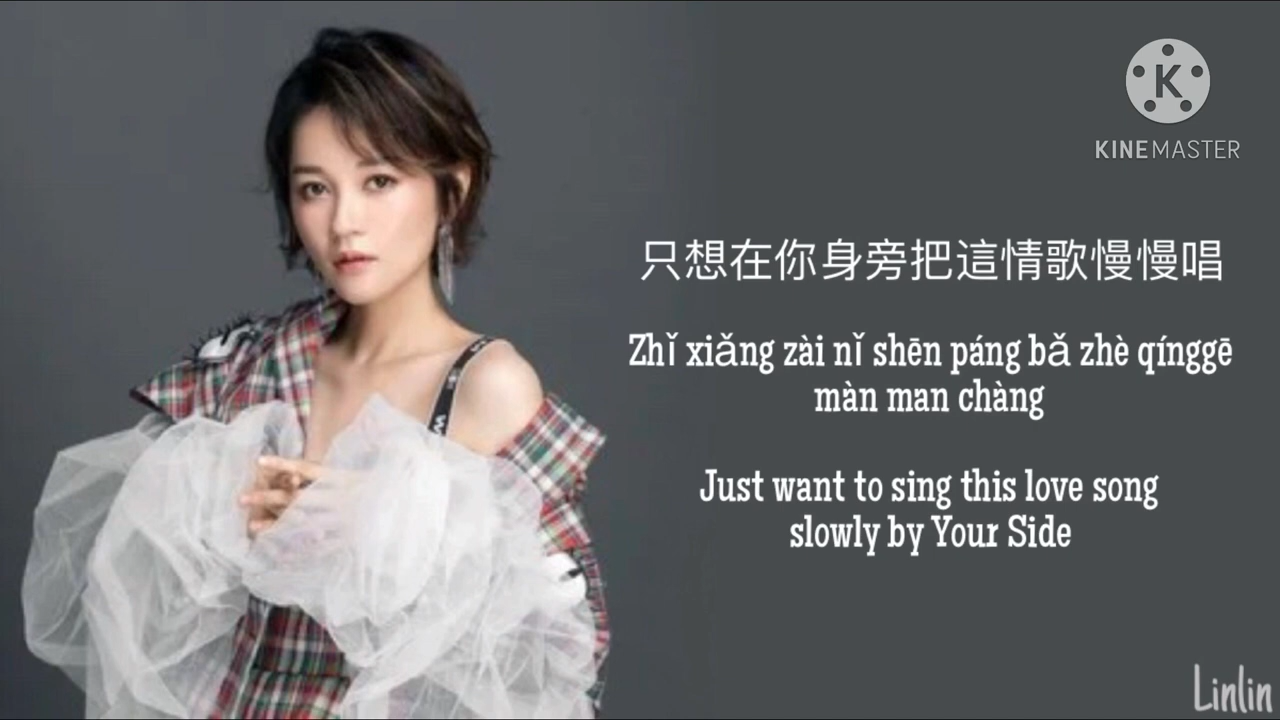 K
KINEMASTER
只想在你身旁把這情歌慢慢唱
Zhǐ xiǎng zài nǐ shēn páng bǎ zhè qínggē
màn man chàng
Just want to sing this love song
slowly by Your Side
Linlin